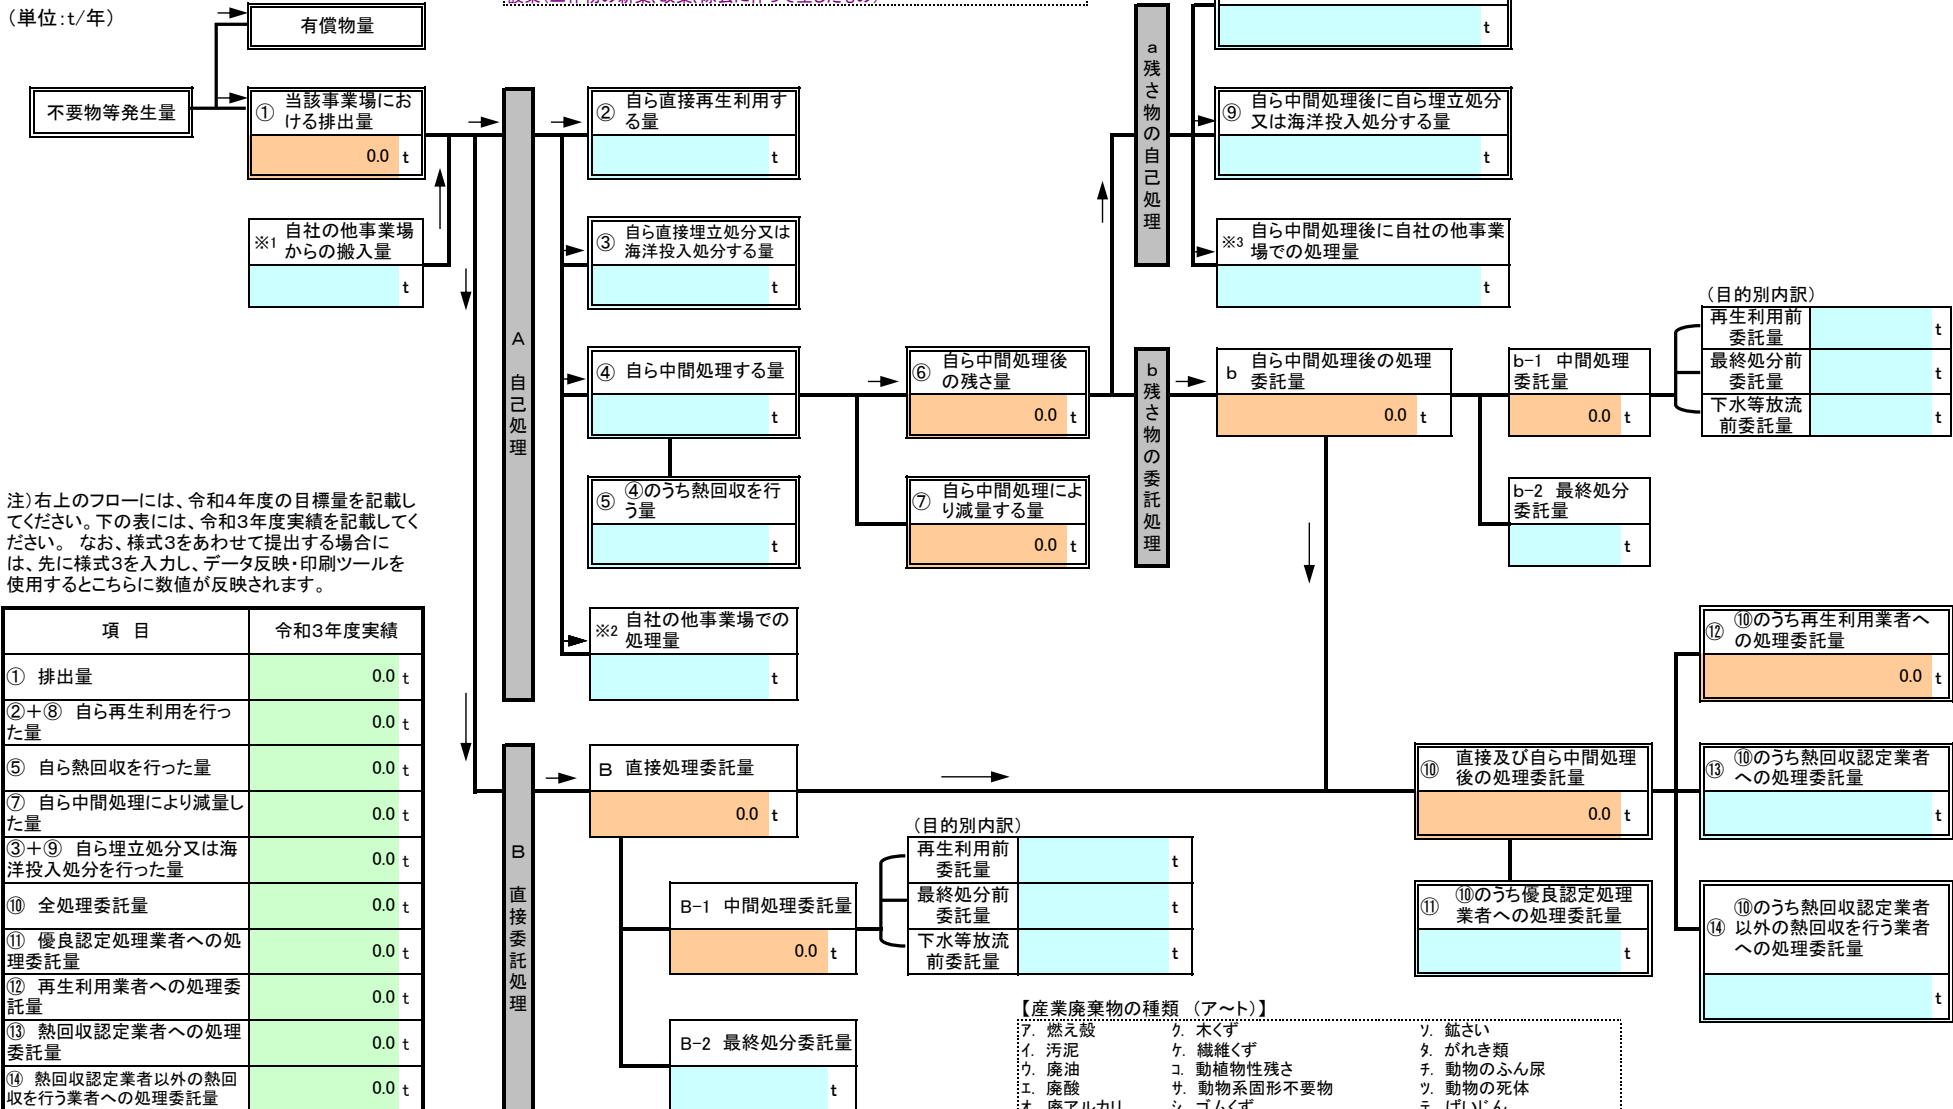 （単位：t/年）
有償物量
不要物等発生量
① 当該事業場にお
ける排出量
0.0 t
※1 自社の他事業場
からの搬入量
t
A 自己処理
② 自ら直接再生利用す
る量
t
③ 自ら直接埋立処分又は
海洋投入処分する量
t
④ 自ら中間処理する量
t
⑤ ④のうち熱回収を行
う量
t
※2 自社の他事業場での
処理量
t
⑥ 自ら中間処理後
の残さ量
0.0 t
⑦ 自ら中間処理によ
り減量する量
0.0 t
a 残さ物の自己処理
t
⑨ 自ら中間処理後に自ら埋立処分
又は海洋投入処分する量
t
※3 自ら中間処理後に自社の他事業
場での処理量
t
b 残さ物の委託処理
b 自ら中間処理後の処理
委託量
0.0 t
b-1 中間処理
委託量
0.0 t
（目的別内訳）
再生利用前
委託量
t
最終処分前
委託量
t
下水等放流
前委託量
t
b-2 最終処分
委託量
t
注）右上のフローには、令和4年度の目標量を記載し
てください。下の表には、令和3年度実績を記載してく
ださい。 なお、様式3をあわせて提出する場合に
は、先に様式3を入力し、データ反映・印刷ツールを
使用するとこちらに数値が反映されます。
項 目 令和3年度実績
① 排出量 0.0 t
②＋⑧ 自ら再生利用を行っ
た量 0.0 t
⑤ 自ら熱回収を行った量 0.0 t
⑦ 自ら中間処理により減量し
た量 0.0 t
③＋⑨ 自ら埋立処分又は海
洋投入処分を行った量 0.0 t
⑩ 全処理委託量 0.0 t
⑪ 優良認定処理業者への処
理委託量 0.0 t
⑫ 再生利用業者への処理委
託量 0.0 t
⑬ 熱回収認定業者への処理
委託量 0.0 t
⑭ 熱回収認定業者以外の熱回
収を行う業者への処理委託量 0.0 t
B 直接委託処理
B 直接処理委託量
0.0 t
B-1 中間処理委託量
0.0 t
（目的別内訳）
再生利用前
委託量
t
最終処分前
委託量
t
下水等放流
前委託量
t
B-2 最終処分委託量
t
⑩ 直接及び自ら中間処理
後の処理委託量
0.0 t
⑪ ⑩のうち優良認定処理
業者への処理委託量
t
⑫ ⑩のうち再生利用業者へ
の処理委託量
0.0 t
⑬ ⑩のうち熱回収認定業者
への処理委託量
t
⑭ ⑩のうち熱回収認定業者
以外の熱回収を行う業者
への処理委託量
t
【産業廃棄物の種類 （ア～ト）】
ア. 燃え殻 ク. 木くず ソ. 鉱さい
イ. 汚泥 ケ. 繊維くず タ. がれき類
ウ. 廃油 コ. 動植物性残さ チ. 動物のふん尿
エ. 廃酸 サ. 動物系固形不要物 ツ. 動物の死体
オ. 廃アルカリ シ. ゴムくず テ. ばいじん